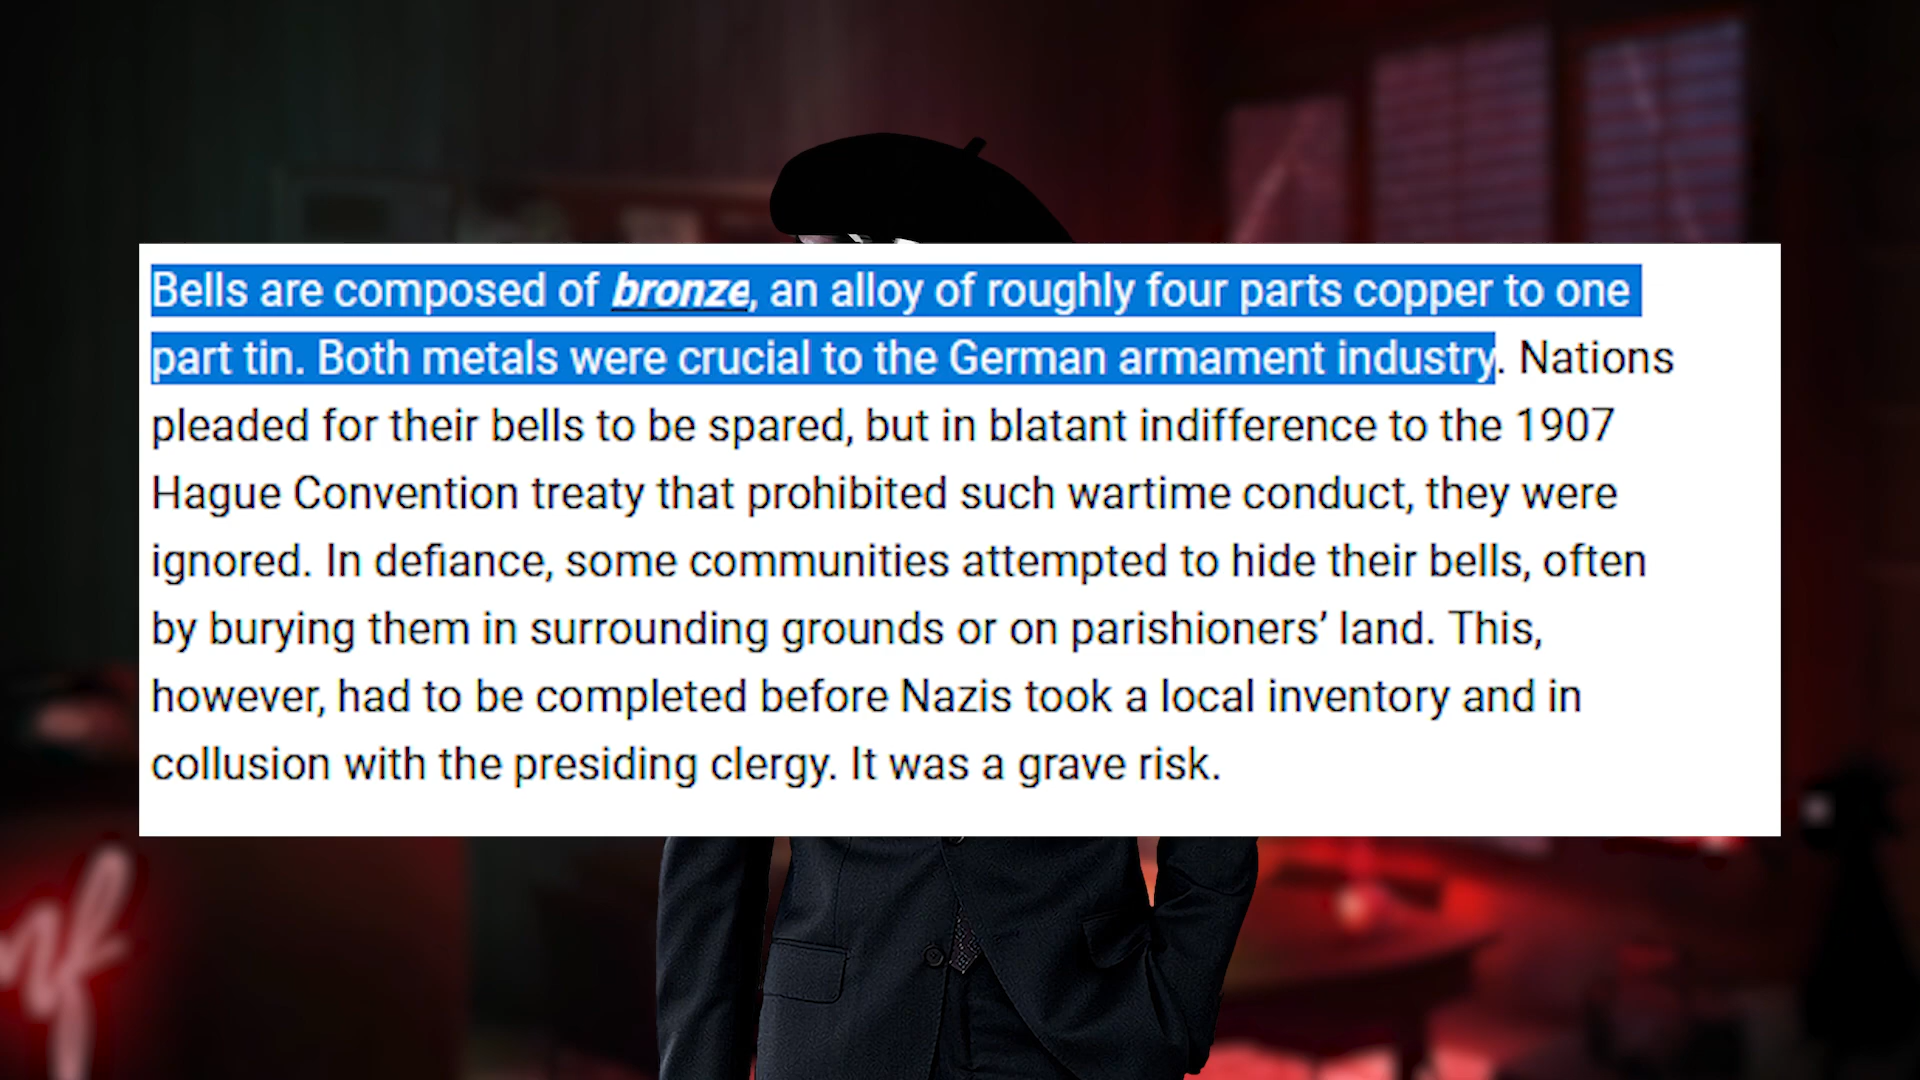 Bells are composed of bronze, an alloy of roughly four parts copper to one
part tin. Both metals were crucial to the German armament industry. Nations
pleaded for their bells to be spared, but in blatant indifference to the 1907
Hague Convention treaty that prohibited such wartime conduct, they were
ignored. In defiance, some communities attempted to hide their bells, often
by burying them in surrounding grounds or on parishioners’ land. This,
however, had to be completed before Nazis took a local inventory and in
collusion with the presiding clergy. It was a grave risk.